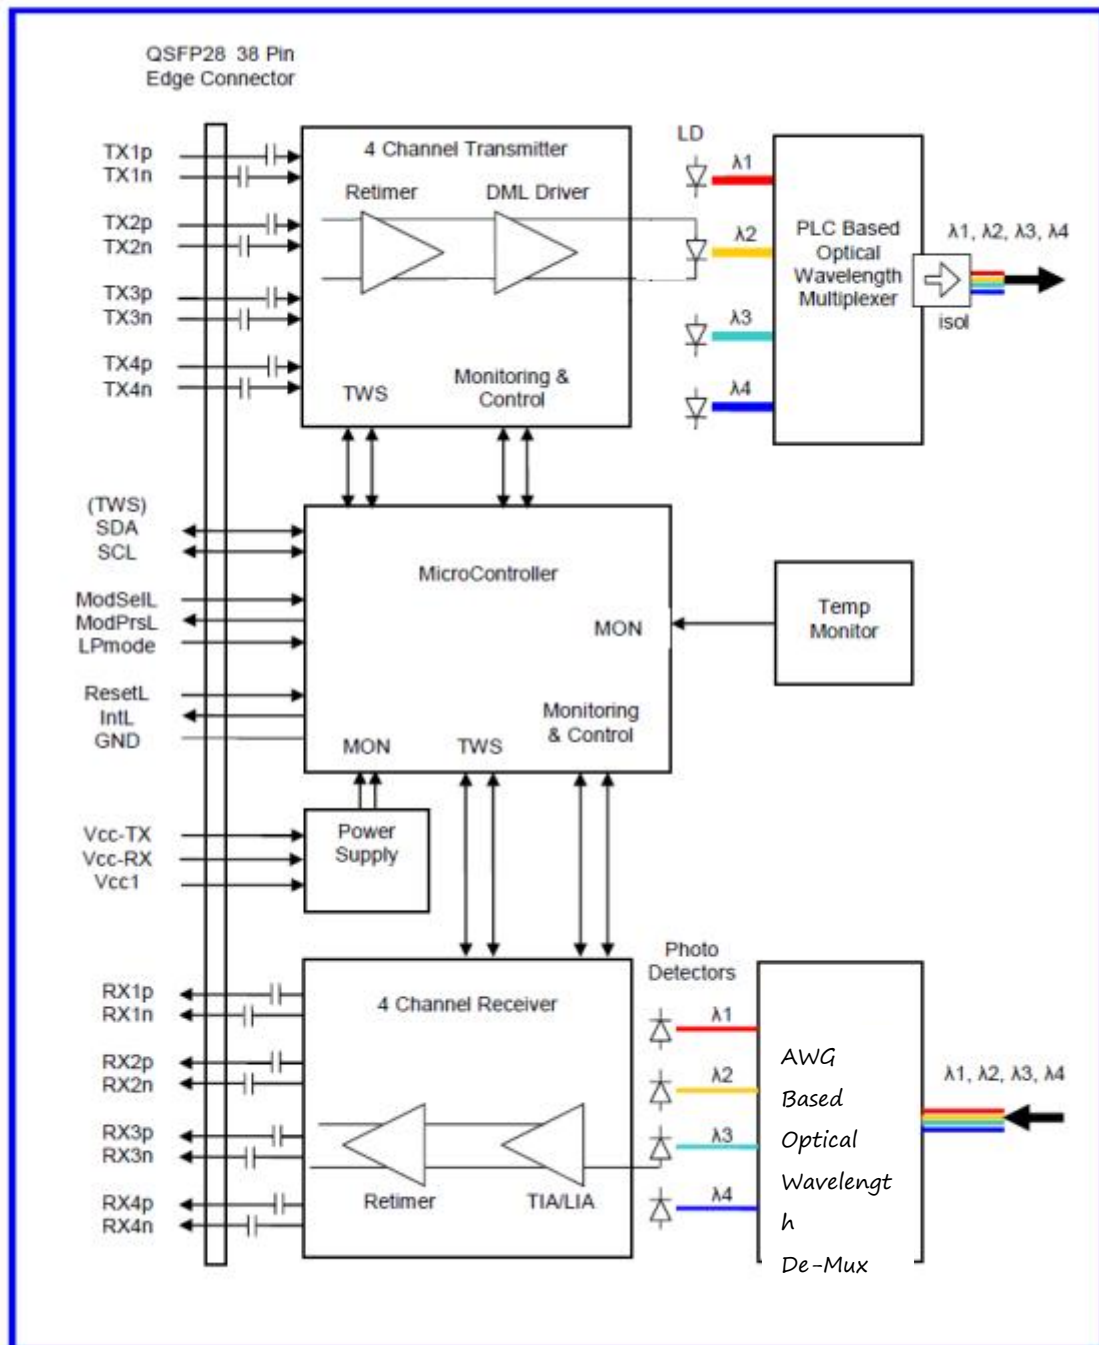 QSFP28 38 Pin
Edge Connector
TX1p
TX1n
TX2p
TX2n
TX3p
TX3n
TX4p
TX4n
4 Channel Transmitter
Retimer
DML Driver
TWS
Monitoring &
Control
LD
λ1
λ2
λ3
λ4
PLC Based
Optical
Wavelength
Multiplexer
λ1, λ2, λ3, λ4
isol
(TWS)
SDA
SCL
ModSelL
ModPrsL
LPmode
ResetL
IntL
GND
MicroController
MON
Monitoring
& Control
MON
TWS
Temp
Monitor
Vcc-TX
Vcc-RX
Vcc1
Power
Supply
RX1p
RX1n
RX2p
RX2n
RX3p
RX3n
RX4p
RX4n
4 Channel Receiver
Retimer
TIA/LIA
Photo
Detectors
λ1
λ2
λ3
λ4
AWG
Based
Optical
Wavelengt
h
De-Mux
λ1, λ2, λ3, λ4